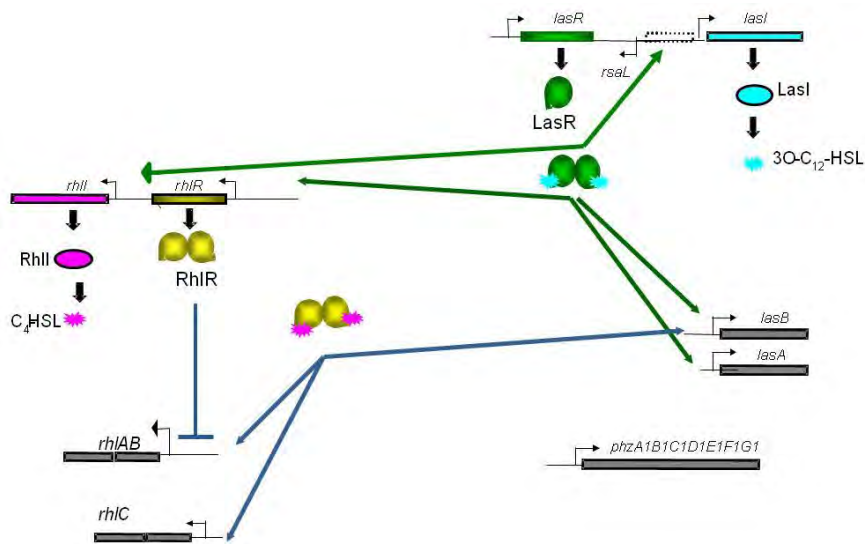 lasR
lasI
rsaL
LasI
LasR
3O-C12-HSL
rhlI
rhlR
RhlI
RhlR
C4HSL
lasB
lasA
rhlAB
phzA1B1C1D1E1F1G1
rhlC